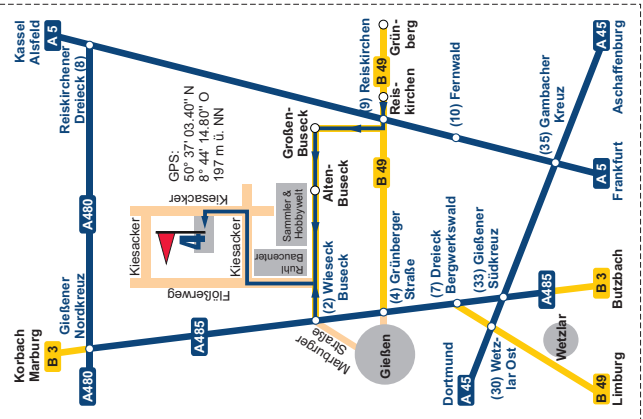 Kassel
Alsfeld
A 5
Reiskirchener
Dreieck (8)
A480
Korbach
Marburg
B 3
Gießener
Nordkreuz
A480
GPS:
50° 37' 03.40" N
8° 44' 14.80" O
197 m ü. NN
Kiesacker
Kiesacker
Kiesacker
4
Flößerweg
Ruhl
Baucenter
Sammler &
Hobbywelt
A485
Großen-
Buseck
Alten-
Buseck
(2) Wieseck
Buseck
Marburger
Straße
(9) Reiskirchen
Grün-
berg
B 49
Reis-
kirchen
B 49
(4) Grünberger
Straße
Gießen
(10) Fernwald
(7) Dreieck
Bergwerkswald
(35) Gambacher
Kreuz
A 45
Aschaffenburg
(33) Gießener
Südkreuz
A 5
Frankfurt
A485
B 3
Butzbach
Dortmund
A 45
(30) Wetz-
lar Ost
Wetzlar
B 49
Limburg